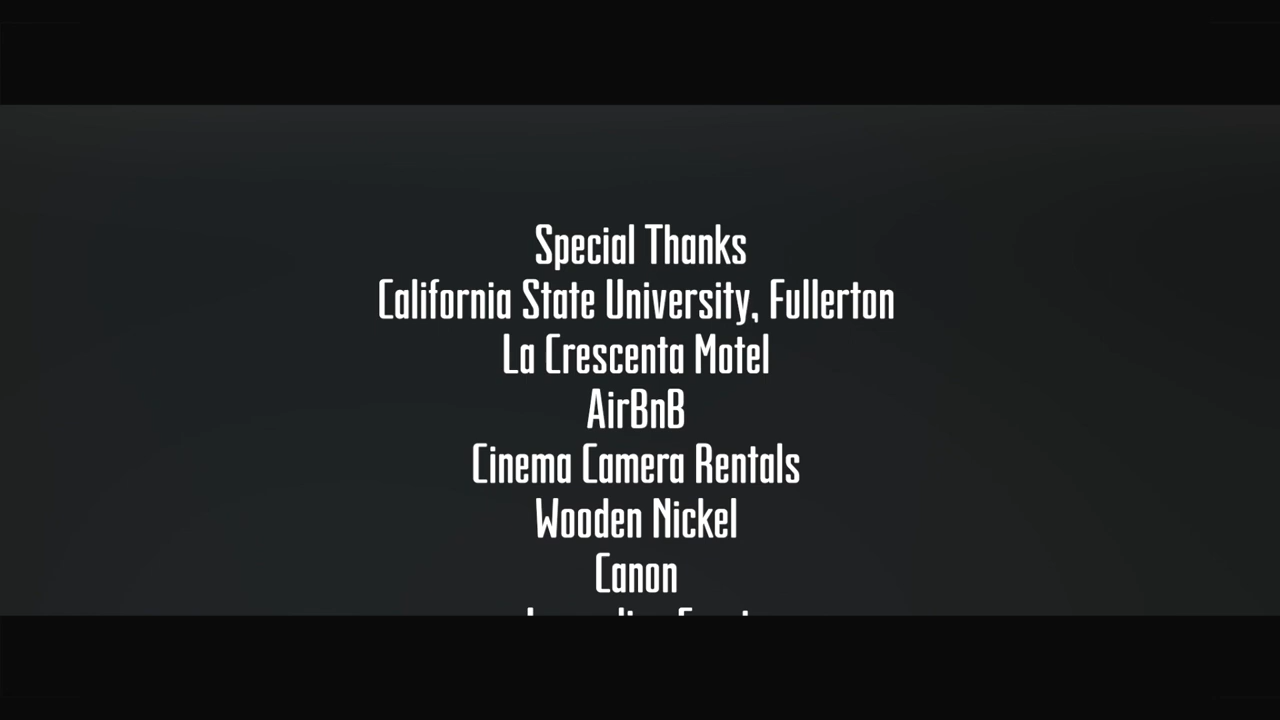 Special Thanks
California State University, Fullerton
La Crescenta Motel
AirBnB
Cinema Camera Rentals
Wooden Nickel
Canon